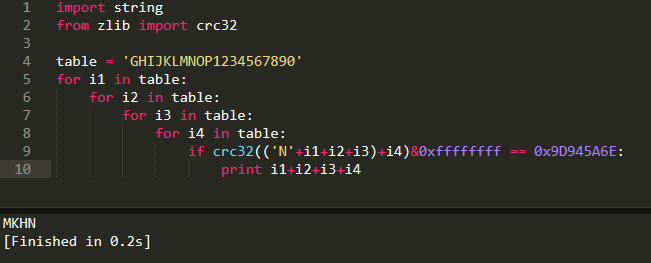 1 import string
2 from zlib import crc32
3
4 table = 'GHIJKLMNOP1234567890'
5 for i1 in table:
6     for i2 in table:
7         for i3 in table:
8             for i4 in table:
9                 if crc32(('N'+i1+i2+i3)+i4)&0xffffffff == 0x9D945A6E:
10                     print i1+i2+i3+i4
MKHN
[Finished in 0.2s]